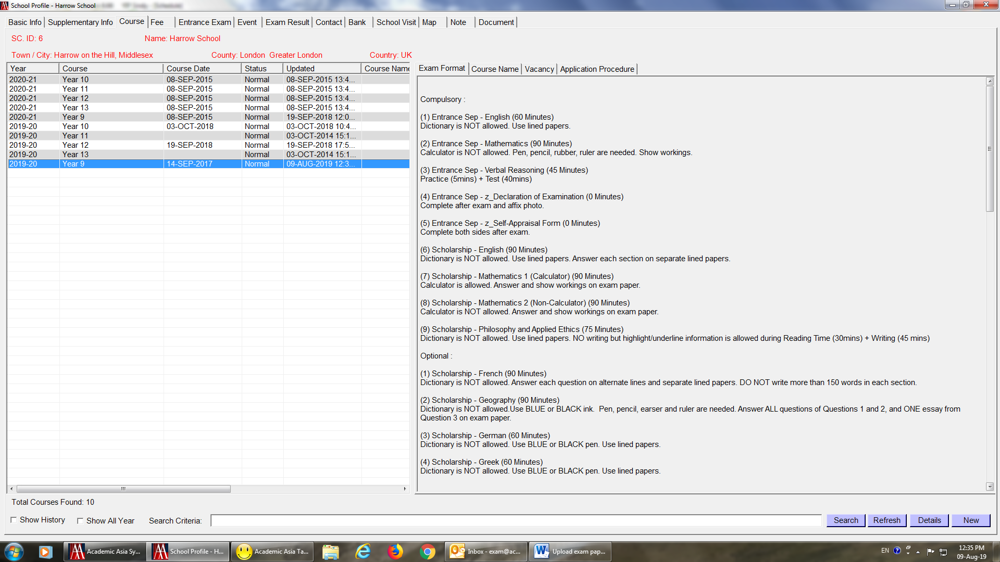 School Profile - Harrow School
Basic Info Supplementary Info Course Fee Entrance Exam Event Exam Result Contact Bank School Visit Map Note Document
SC. ID: 6 Name: Harrow School
Town / City: Harrow on the Hill, Middlesex County: London Greater London Country: UK
Year Course Course Date Status Updated Course Name
2020-21 Year 10 08-SEP-2015 Normal 08-SEP-2015 13:4...
2020-21 Year 11 08-SEP-2015 Normal 08-SEP-2015 13:4...
2020-21 Year 12 08-SEP-2015 Normal 08-SEP-2015 13:4...
2020-21 Year 13 08-SEP-2015 Normal 08-SEP-2015 13:4...
2020-21 Year 9 08-SEP-2015 Normal 19-SEP-2018 12:0...
2019-20 Year 10 03-OCT-2018 Normal 03-OCT-2018 10:4...
2019-20 Year 11 Normal 03-OCT-2014 15:1...
2019-20 Year 12 19-SEP-2018 Normal 19-SEP-2018 17:5...
2019-20 Year 13 Normal 03-OCT-2014 15:1...
2019-20 Year 9 14-SEP-2017 Normal 09-AUG-2019 12:3...
Exam Format Course Name Vacancy Application Procedure
Compulsory :
(1) Entrance Sep - English (60 Minutes)
Dictionary is NOT allowed. Use lined papers.
(2) Entrance Sep - Mathematics (90 Minutes)
Calculator is NOT allowed. Pen, pencil, rubber, ruler are needed. Show workings.
(3) Entrance Sep - Verbal Reasoning (45 Minutes)
Practice (5mins) + Test (40mins)
(4) Entrance Sep - z_Declaration of Examination (0 Minutes)
Complete after exam and affix photo.
(5) Entrance Sep - z_Self-Appraisal Form (0 Minutes)
Complete both sides after exam.
(6) Scholarship - English (90 Minutes)
Dictionary is NOT allowed. Use lined papers. Answer each section on separate lined papers.
(7) Scholarship - Mathematics 1 (Calculator) (90 Minutes)
Calculator is allowed. Answer and show workings on exam paper.
(8) Scholarship - Mathematics 2 (Non-Calculator) (90 Minutes)
Calculator is NOT allowed. Answer and show workings on exam paper.
(9) Scholarship - Philosophy and Applied Ethics (75 Minutes)
Dictionary is NOT allowed. Use lined papers. NO writing but highlight/underline information is allowed during Reading Time (30mins) + Writing (45 mins)
Optional :
(1) Scholarship - French (90 Minutes)
Dictionary is NOT allowed. Answer each question on alternate lines and separate lined papers. DO NOT write more than 150 words in each section.
(2) Scholarship - Geography (90 Minutes)
Dictionary is NOT allowed.Use BLUE or BLACK ink.  Pen, pencil, earser and ruler are needed. Answer ALL questions of Questions 1 and 2, and ONE essay from
Question 3 on exam paper.
(3) Scholarship - German (60 Minutes)
Dictionary is NOT allowed. Use BLUE or BLACK pen. Use lined papers.
(4) Scholarship - Greek (60 Minutes)
Dictionary is NOT allowed. Use BLUE or BLACK pen. Use lined papers.
Total Courses Found: 10
Show History Show All Year Search Criteria: Search Refresh Details New
Academic Asia Sy... School Profile - H... Academic Asia Ta... Inbox - exam@ac... Upload exam pap... EN 12:35 PM
09-Aug-19